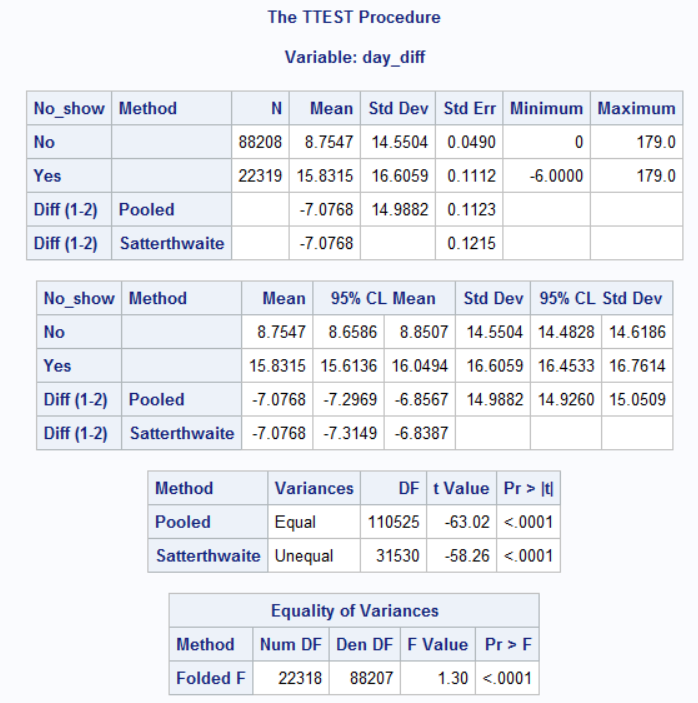 The TTEST Procedure
Variable: day_diff
No_show Method N Mean Std Dev Std Err Minimum Maximum
No 88208 8.7547 14.5504 0.0490 0 179.0
Yes 22319 15.8315 16.6059 0.1112 -6.0000 179.0
Diff (1-2) Pooled -7.0768 14.9882 0.1123
Diff (1-2) Satterthwaite -7.0768 0.1215
No_show Method Mean 95% CL Mean Std Dev 95% CL Std Dev
No 8.7547 8.6586 8.8507 14.5504 14.4828 14.6186
Yes 15.8315 15.6136 16.0494 16.6059 16.4533 16.7614
Diff (1-2) Pooled -7.0768 -7.2969 -6.8567 14.9882 14.9260 15.0509
Diff (1-2) Satterthwaite -7.0768 -7.3149 -6.8387
Method Variances DF t Value Pr > |t|
Pooled Equal 110525 -63.02 <.0001
Satterthwaite Unequal 31530 -58.26 <.0001
Equality of Variances
Method Num DF Den DF F Value Pr > F
Folded F 22318 88207 1.30 <.0001